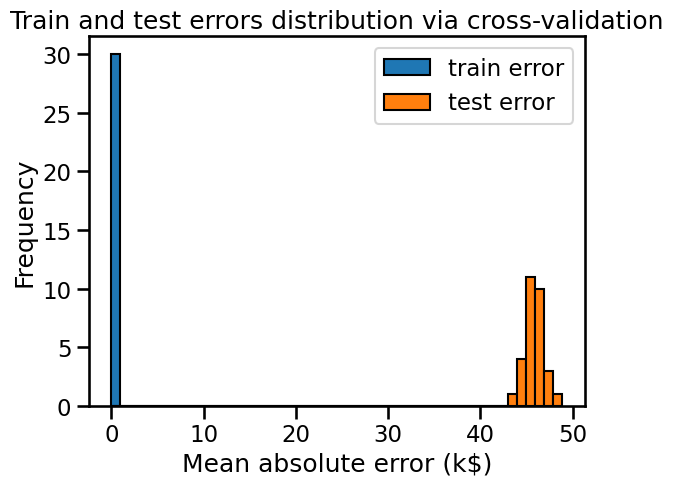 Train and test errors distribution via cross-validation
train error
test error
30
25
20
15
10
5
0
Frequency
0 10 20 30 40 50
Mean absolute error (k$)